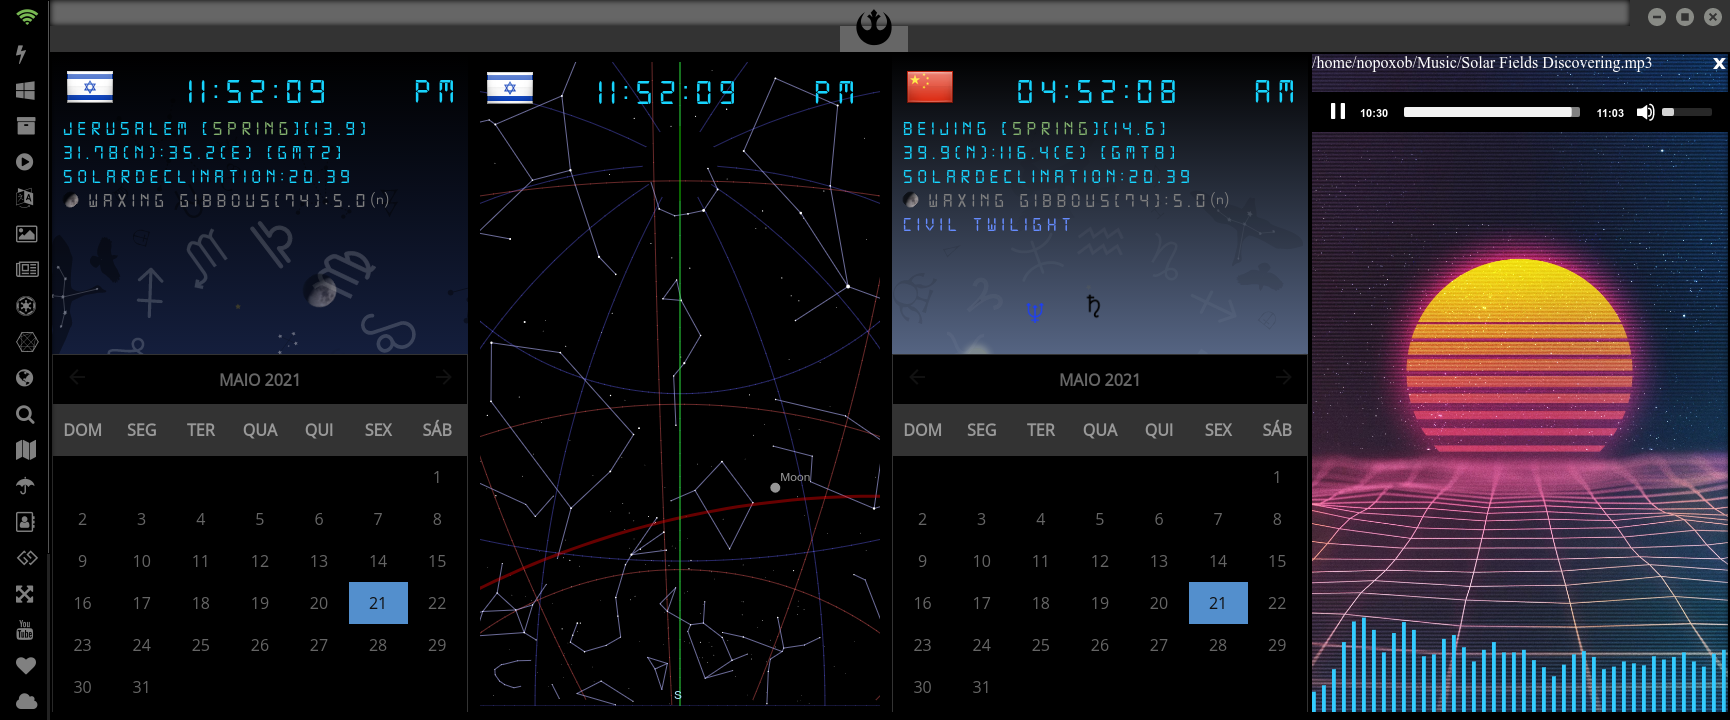 11:52:09 PM
JERUSALEM [SPRING][13.9]
31.78(N):35.2(E) [GMT2]
SOLARDECLINATION:20.39
WAXING GIBBOUS[74]:5.0(n)
MAIO 2021
DOM SEG TER QUA QUI SEX SÁB
1
2 3 4 5 6 7 8
9 10 11 12 13 14 15
16 17 18 19 20 21 22
23 24 25 26 27 28 29
30 31
11:52:09 PM
Moon
S
04:52:08 AM
BEIJING [SPRING][14.6]
39.9(N):116.4(E) [GMT8]
SOLARDECLINATION:20.39
WAXING GIBBOUS[74]:5.0(n)
CIVIL TWILIGHT
MAIO 2021
DOM SEG TER QUA QUI SEX SÁB
1
2 3 4 5 6 7 8
9 10 11 12 13 14 15
16 17 18 19 20 21 22
23 24 25 26 27 28 29
30 31
/home/nopoxob/Music/Solar Fields Discovering.mp3 x
10:30 11:03
You Tube